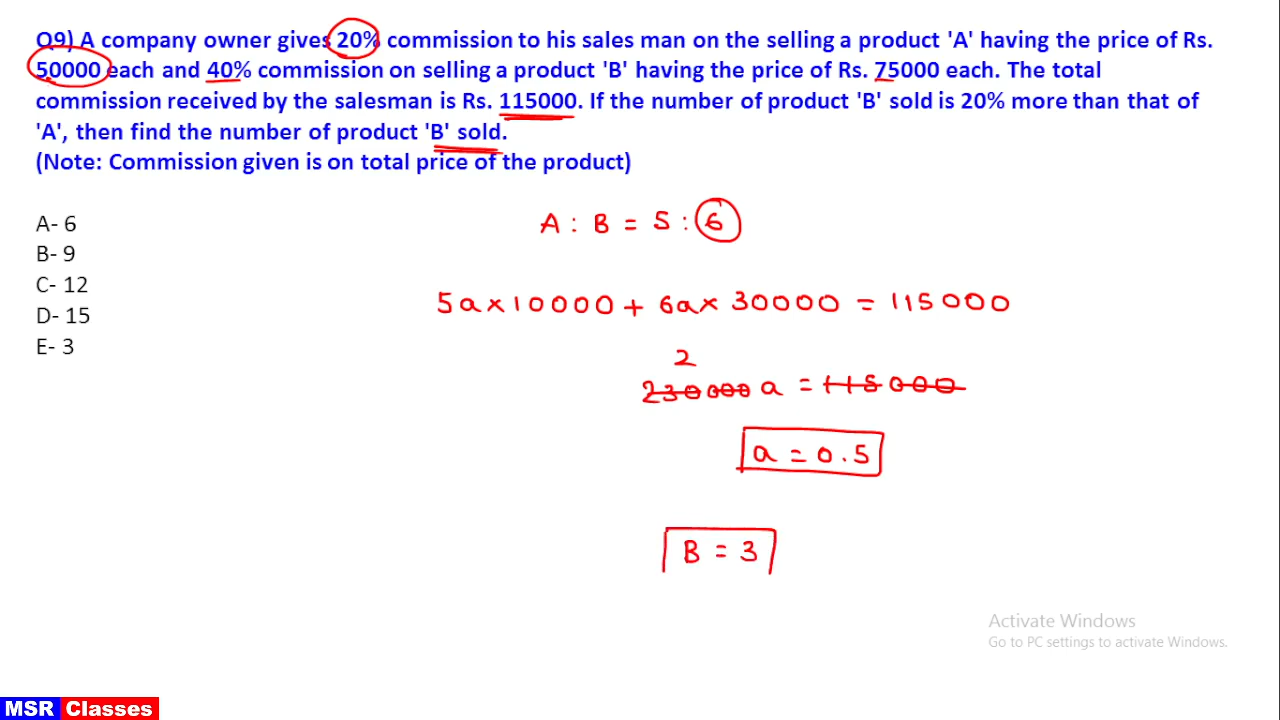 Q9) A company owner gives 20% commission to his sales man on the selling a product 'A' having the price of Rs.
50000 each and 40% commission on selling a product 'B' having the price of Rs. 75000 each. The total
commission received by the salesman is Rs. 115000. If the number of product 'B' sold is 20% more than that of
'A', then find the number of product 'B' sold.
(Note: Commission given is on total price of the product)
A- 6
B- 9
C- 12
D- 15
E- 3
A : B = 5 : 6
5a x 10000 + 6a x 30000 = 115000
2
230000 a = 115000
a = 0.5
B = 3
Activate Windows
Go to PC settings to activate Windows.
MSR Classes